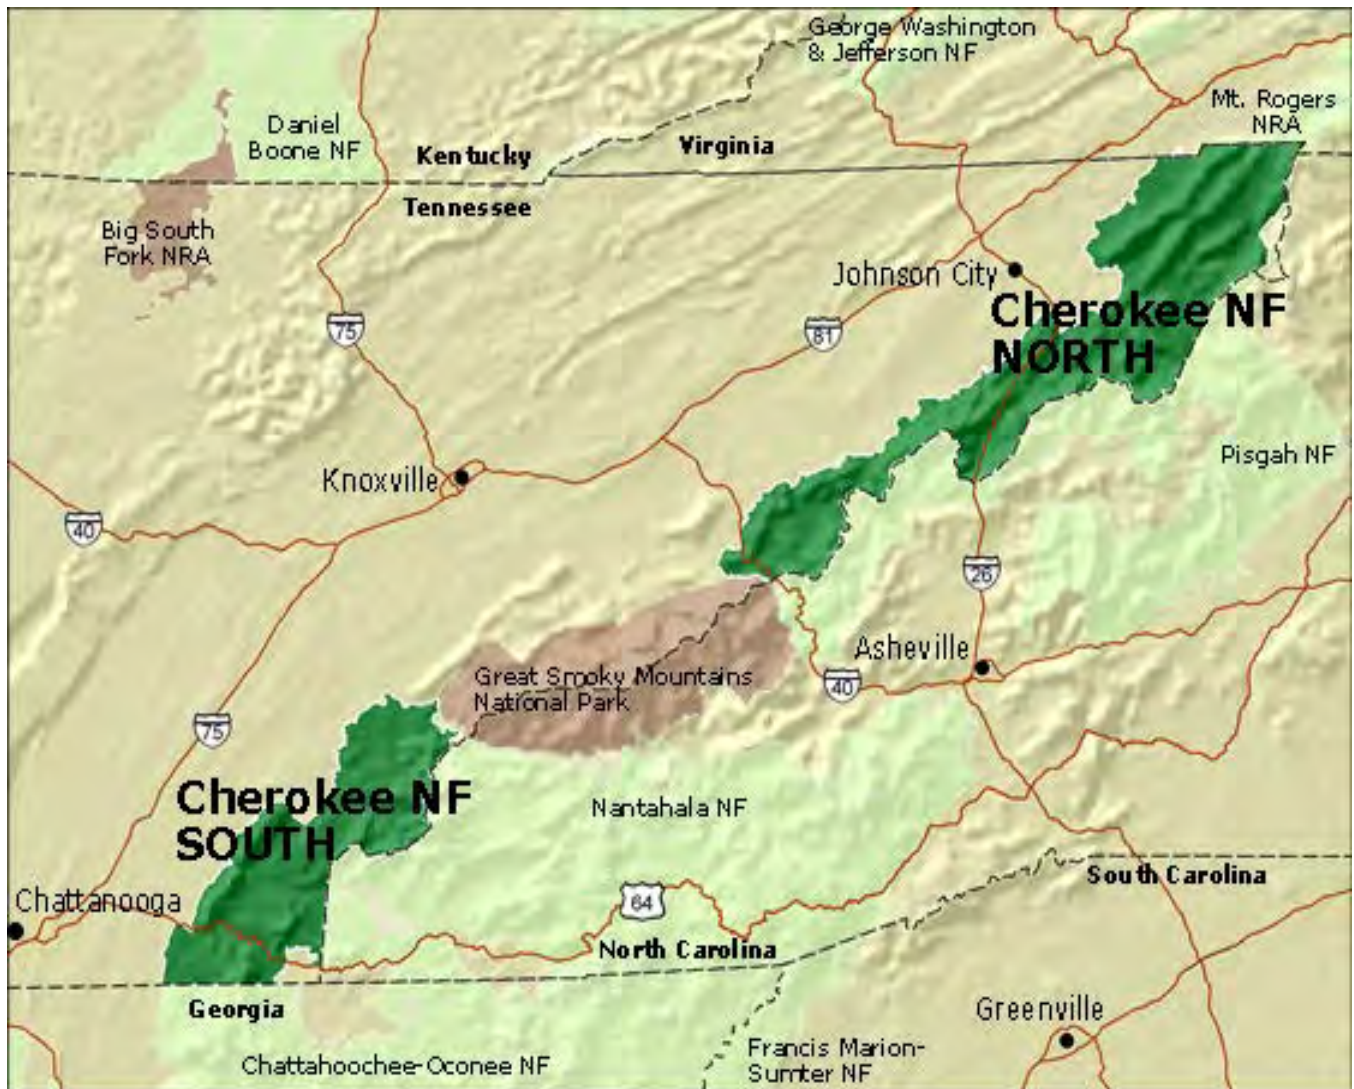 George Washington
& Jefferson NF
Mt. Rogers
NRA
Daniel
Boone NF
Kentucky
Virginia
Tennessee
Big South
Fork NRA
Johnson City
Cherokee NF
NORTH
75
81
Pisgah NF
Knoxville
40
26
Asheville
Great Smoky Mountains
National Park
40
75
Cherokee NF
SOUTH
Nantahala NF
South Carolina
Chattanooga
64
North Carolina
Georgia
Greenville
Chattahoochee-Oconee NF
Francis Marion-
Sumter NF